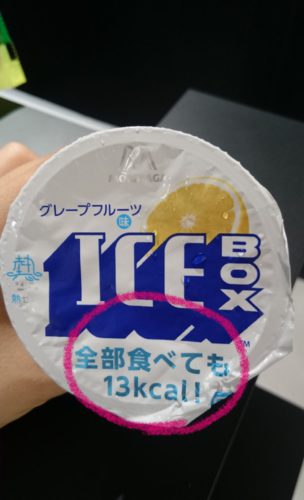 MORINAGA
グレープフルーツ
味
ICE BOX
熱
全部食べても
13kcal!